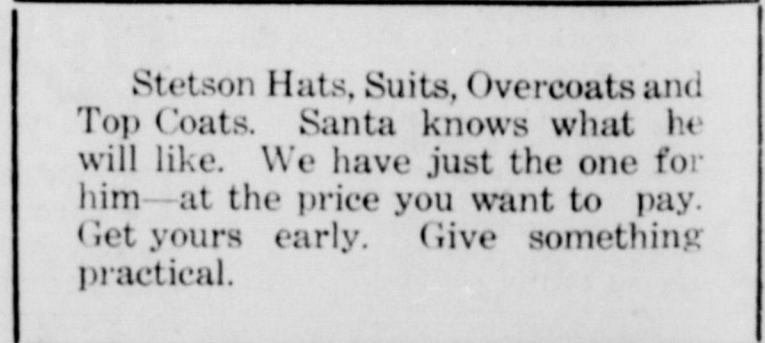 Stetson Hats, Suits, Overcoats and
Top Coats. Santa knows what he
will like. We have just the one for
him—at the price you want to pay.
Get yours early. Give something
practical.